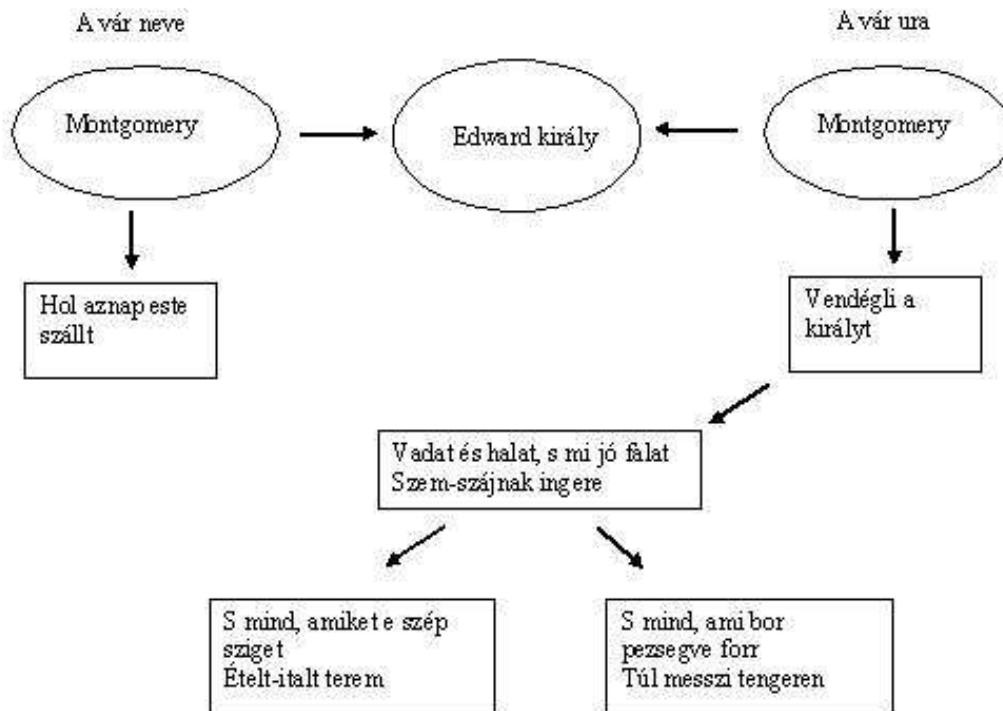 A vár neve
A vár ura
Montgomery
Edward király
Montgomery
Hol aznap este
szállt
Vendégli a
királyt
Vadat és halat, s mi jó falat
Szem-szájnak ingere
S mind, amiket e szép
sziget
Ételt-italt terem
S mind, ami bor
pezsegve forr
Túl messzi tengeren